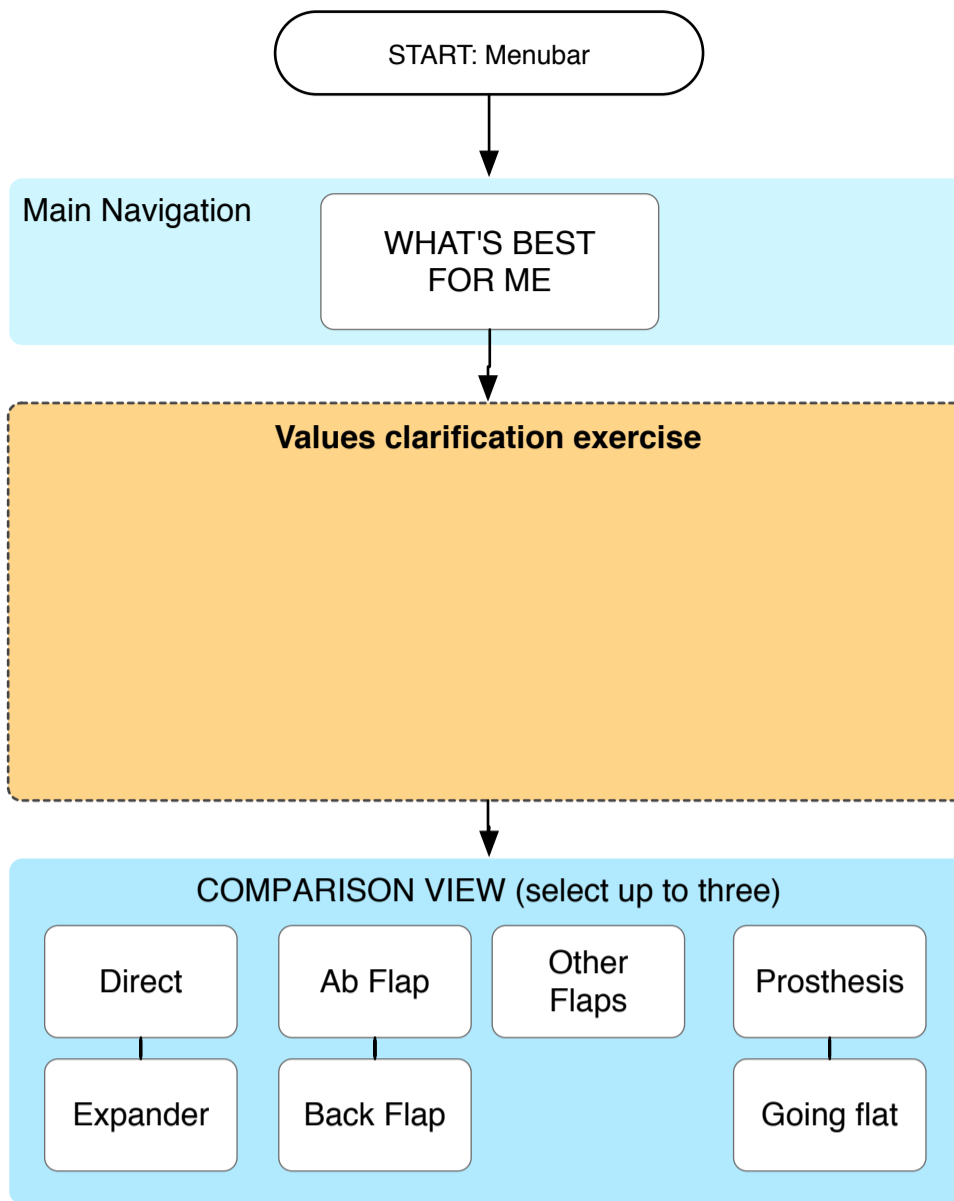 START: Menubar
Main Navigation
WHAT'S BEST
FOR ME
Values clarification exercise
COMPARISON VIEW (select up to three)
Direct
Ab Flap
Other
Flaps
Prosthesis
Expander
Back Flap
Going flat